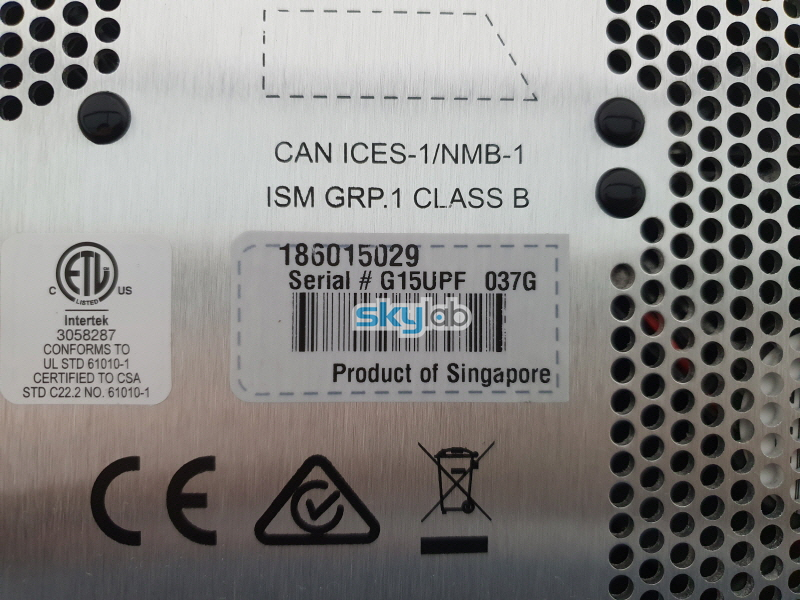 CAN ICES-1/NMB-1
ISM GRP.1 CLASS B
186015029
Serial # G15UPF 037G
skylab
Product of Singapore
ETL
C US
LISTED
Intertek
3058287
CONFORMS TO
UL STD 61010-1
CERTIFIED TO CSA
STD C22.2 NO. 61010-1
CE